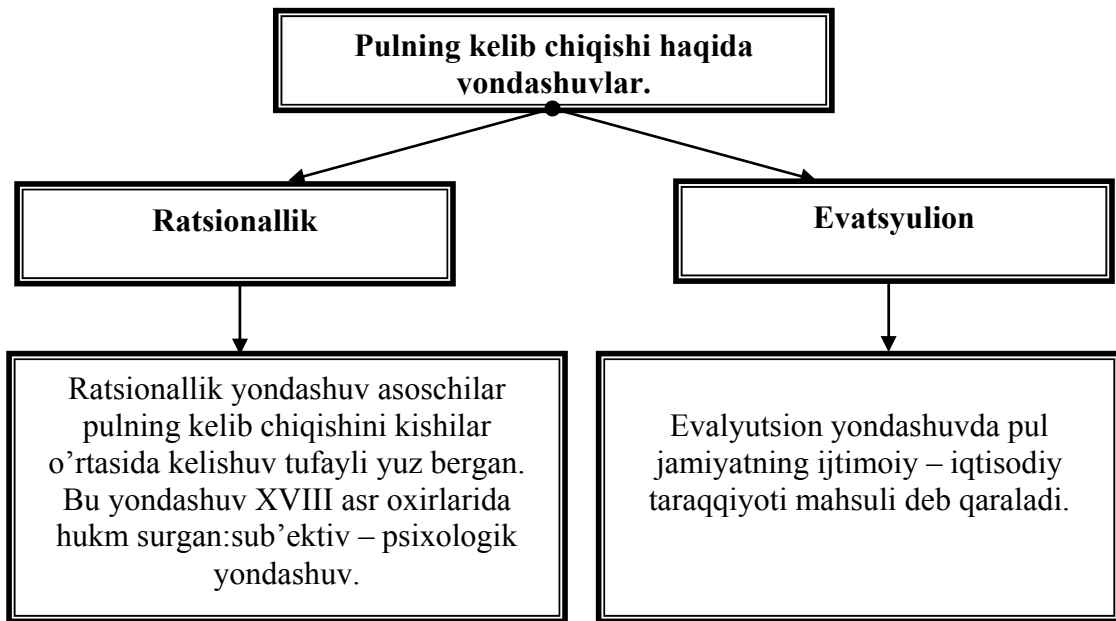 Pulning kelib chiqishi haqida
yondashuvlar.
Ratsionallik
Evatsyulion
Ratsionallik yondashuv asoschilar
pulning kelib chiqishini kishilar
o’rtasida kelishuv tufayli yuz bergan.
Bu yondashuv XVIII asr oxirlarida
hukm surgan:sub’ektiv – psixologik
yondashuv.
Evalyutsion yondashuvda pul
jamiyatning ijtimoiy – iqtisodiy
taraqqiyoti mahsuli deb qaraladi.